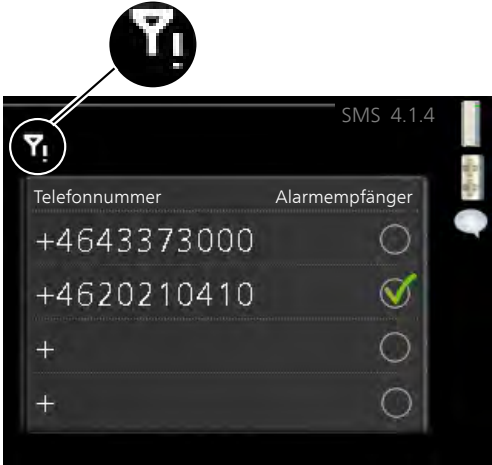 SMS 4.1.4
Telefonnummer Alarmempfänger
+4643373000
+4620210410
+
+